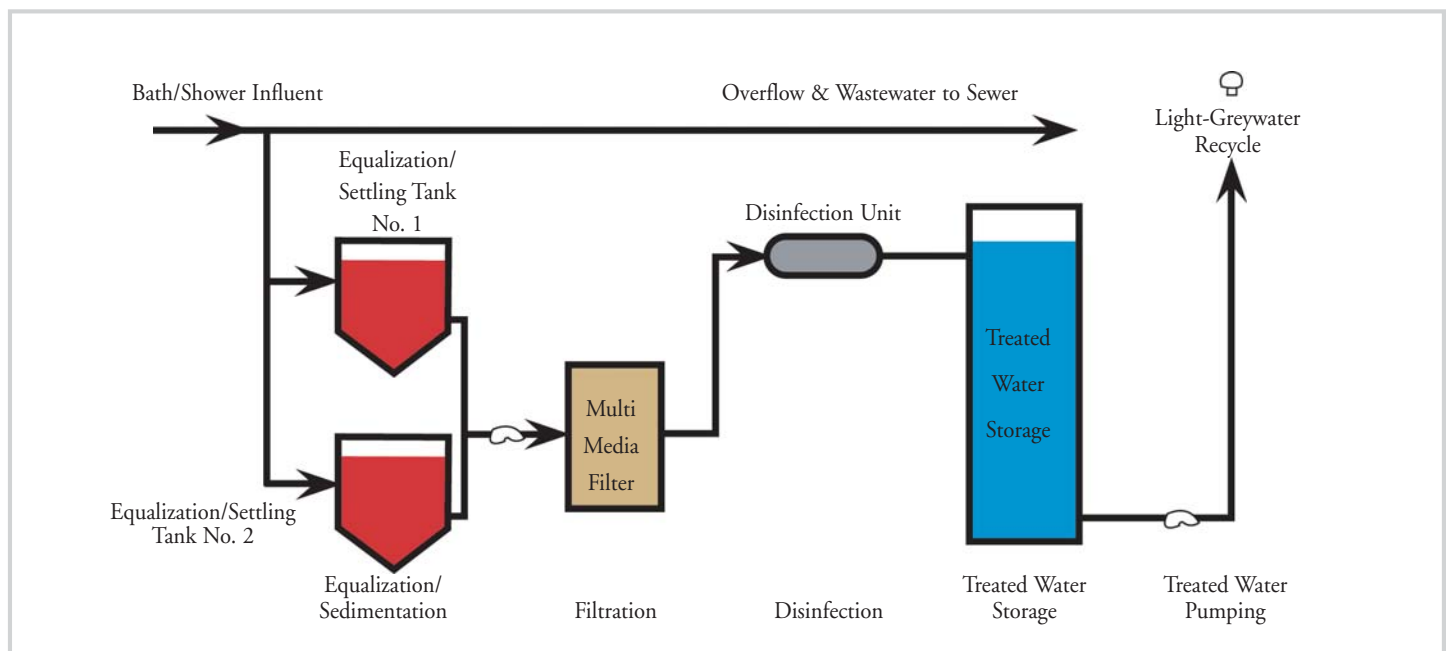 Bath/Shower Influent
Overflow & Wastewater to Sewer
Light-Greywater
Recycle
Equalization/
Settling Tank
No. 1
Disinfection Unit
Treated
Water
Storage
Multi
Media
Filter
Equalization/Settling
Tank No. 2
Equalization/
Sedimentation
Filtration
Disinfection
Treated Water
Storage
Treated Water
Pumping